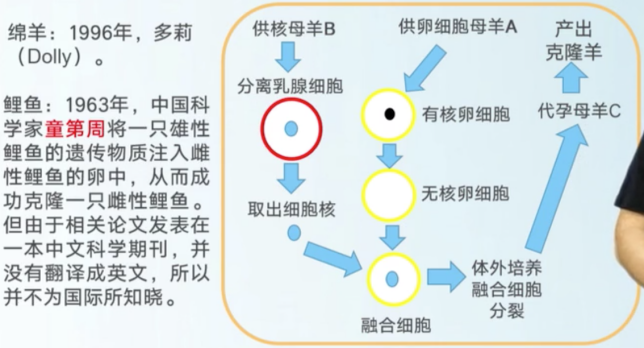 绵羊：1996年，多莉
（Dolly）。
鲤鱼：1963年，中国科
学家童第周将一只雄性
鲤鱼的遗传物质注入雌
性鲤鱼的卵中，从而成
功克隆一只雌性鲤鱼。
但由于相关论文发表在
一本中文科学期刊，并
没有翻译成英文，所以
并不为国际所知晓。
供核母羊B
分离乳腺细胞
取出细胞核
供卵细胞母羊A
有核卵细胞
无核卵细胞
融合细胞
体外培养
融合细胞
分裂
代孕母羊C
产出
克隆羊